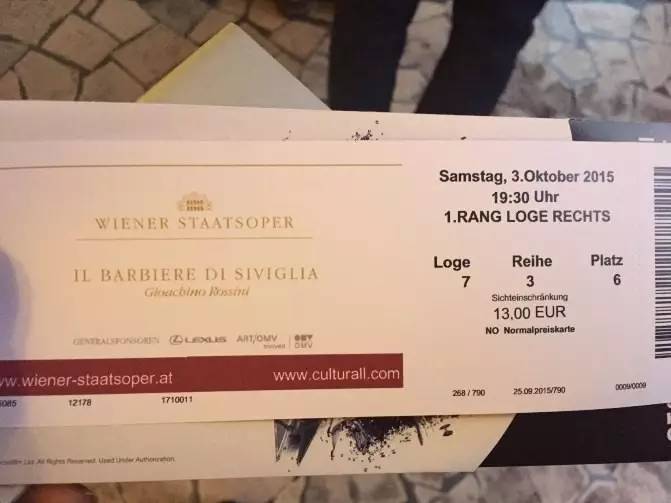 WIENER STAATSOPER
IL BARBIERE DI SIVIGLIA
Gioachino Rossini
GENERALSPONSOREN LEXUS ART/OMV OMV
www.wiener-staatsoper.at www.culturall.com
12178 1710011
Samstag, 3.Oktober 2015
19:30 Uhr
1.RANG LOGE RECHTS
Loge Reihe Platz
7 3 6
Sichteinschränkung
13,00 EUR
NO Normalpreiskarte
268 / 790 25.09.2015/790 0009/0009
All Rights Reserved. Used Under Authorization.